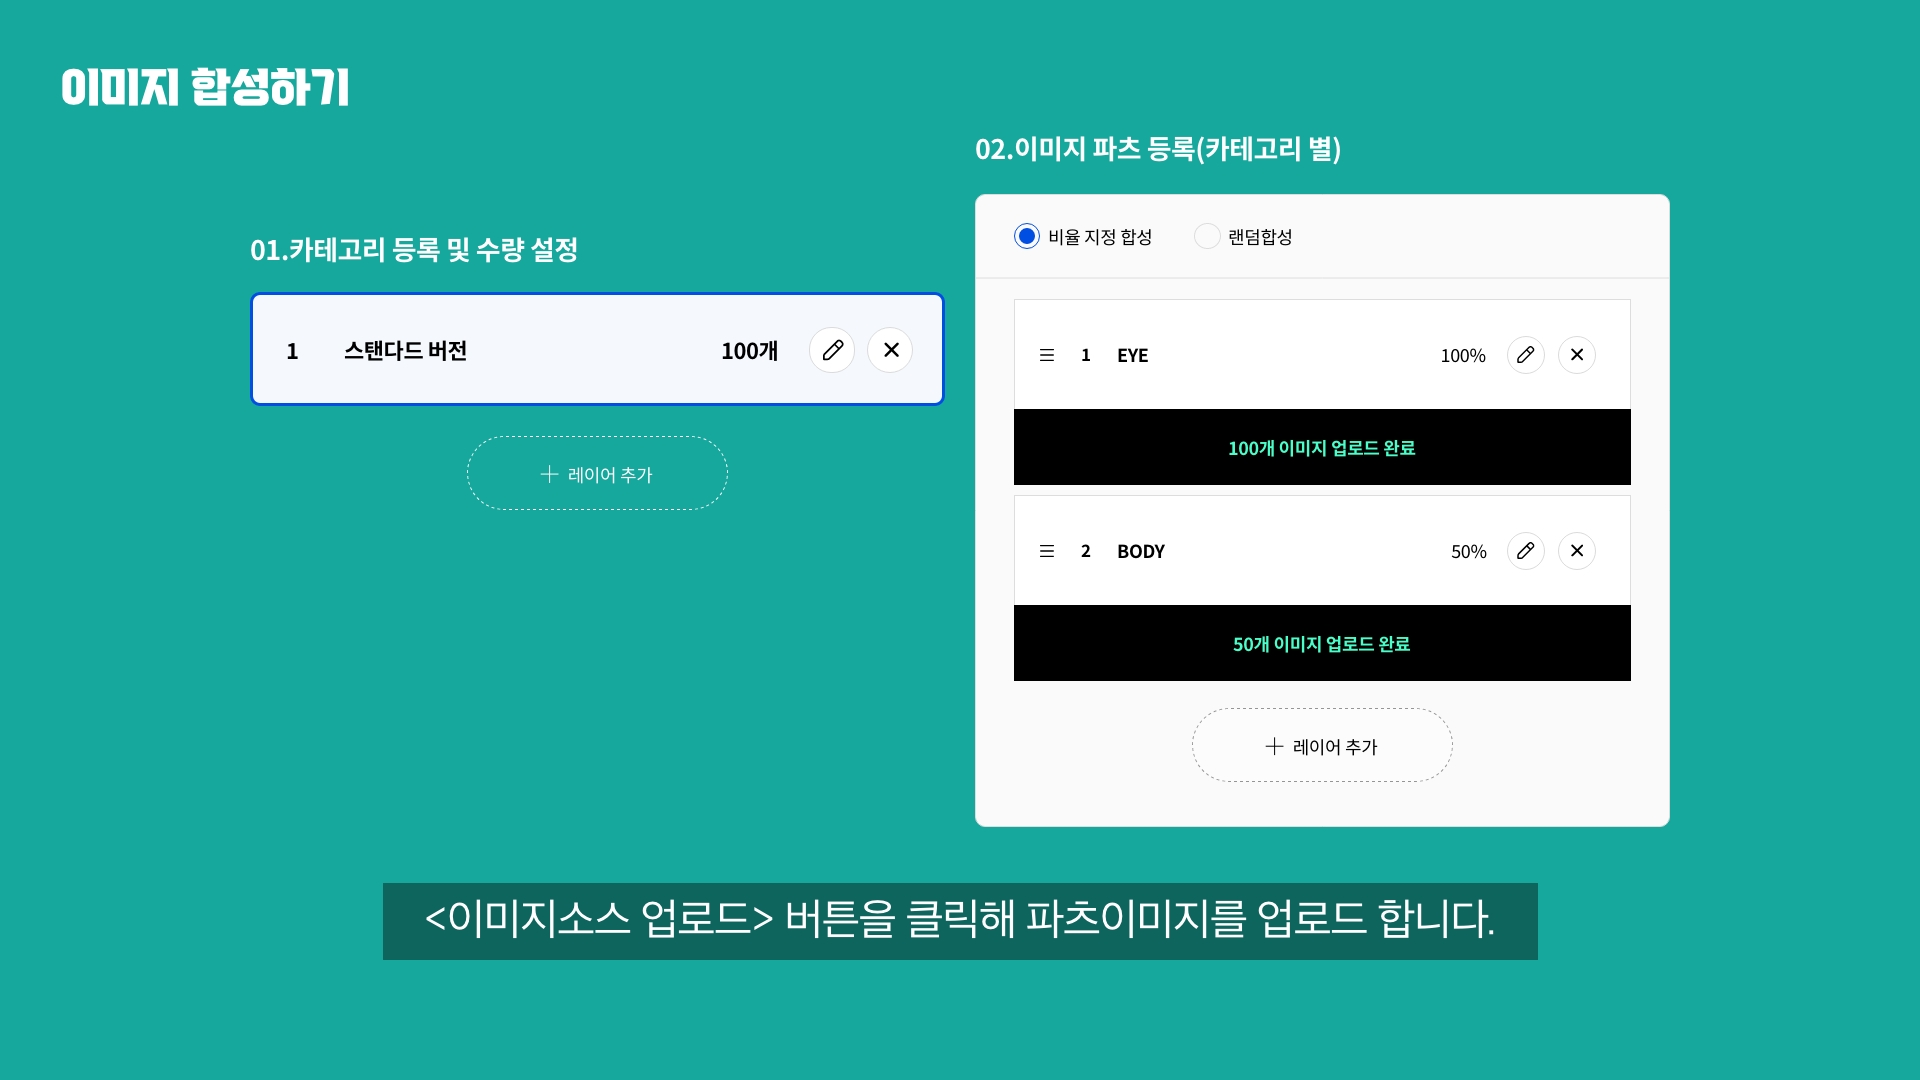 이미지 합성하기
01.카테고리 등록 및 수량 설정
1 스탠다드 버전 100개
레이어 추가
02.이미지 파츠 등록(카테고리 별)
비율 지정 합성 랜덤합성
1 EYE 100%
100개 이미지 업로드 완료
2 BODY 50%
50개 이미지 업로드 완료
레이어 추가
<이미지소스 업로드> 버튼을 클릭해 파츠이미지를 업로드 합니다.